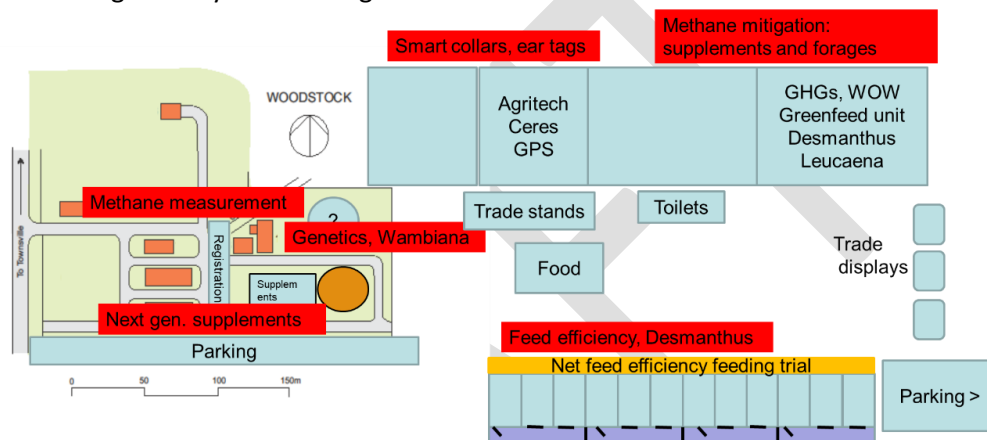 Smart collars, ear tags
Methane mitigation:
supplements and forages
WOODSTOCK
Agritech
Ceres
GPS
GHGs, WOW
Greenfeed unit
Desmanthus
Leucaena
Methane measurement
?
Trade stands
Toilets
Genetics, Wambiana
Registration
To Townsville
Trade
displays
Food
Supplem
ents
Next gen. supplements
Feed efficiency, Desmanthus
Parking
Net feed efficiency feeding trial
Parking >
0 50 100 150m